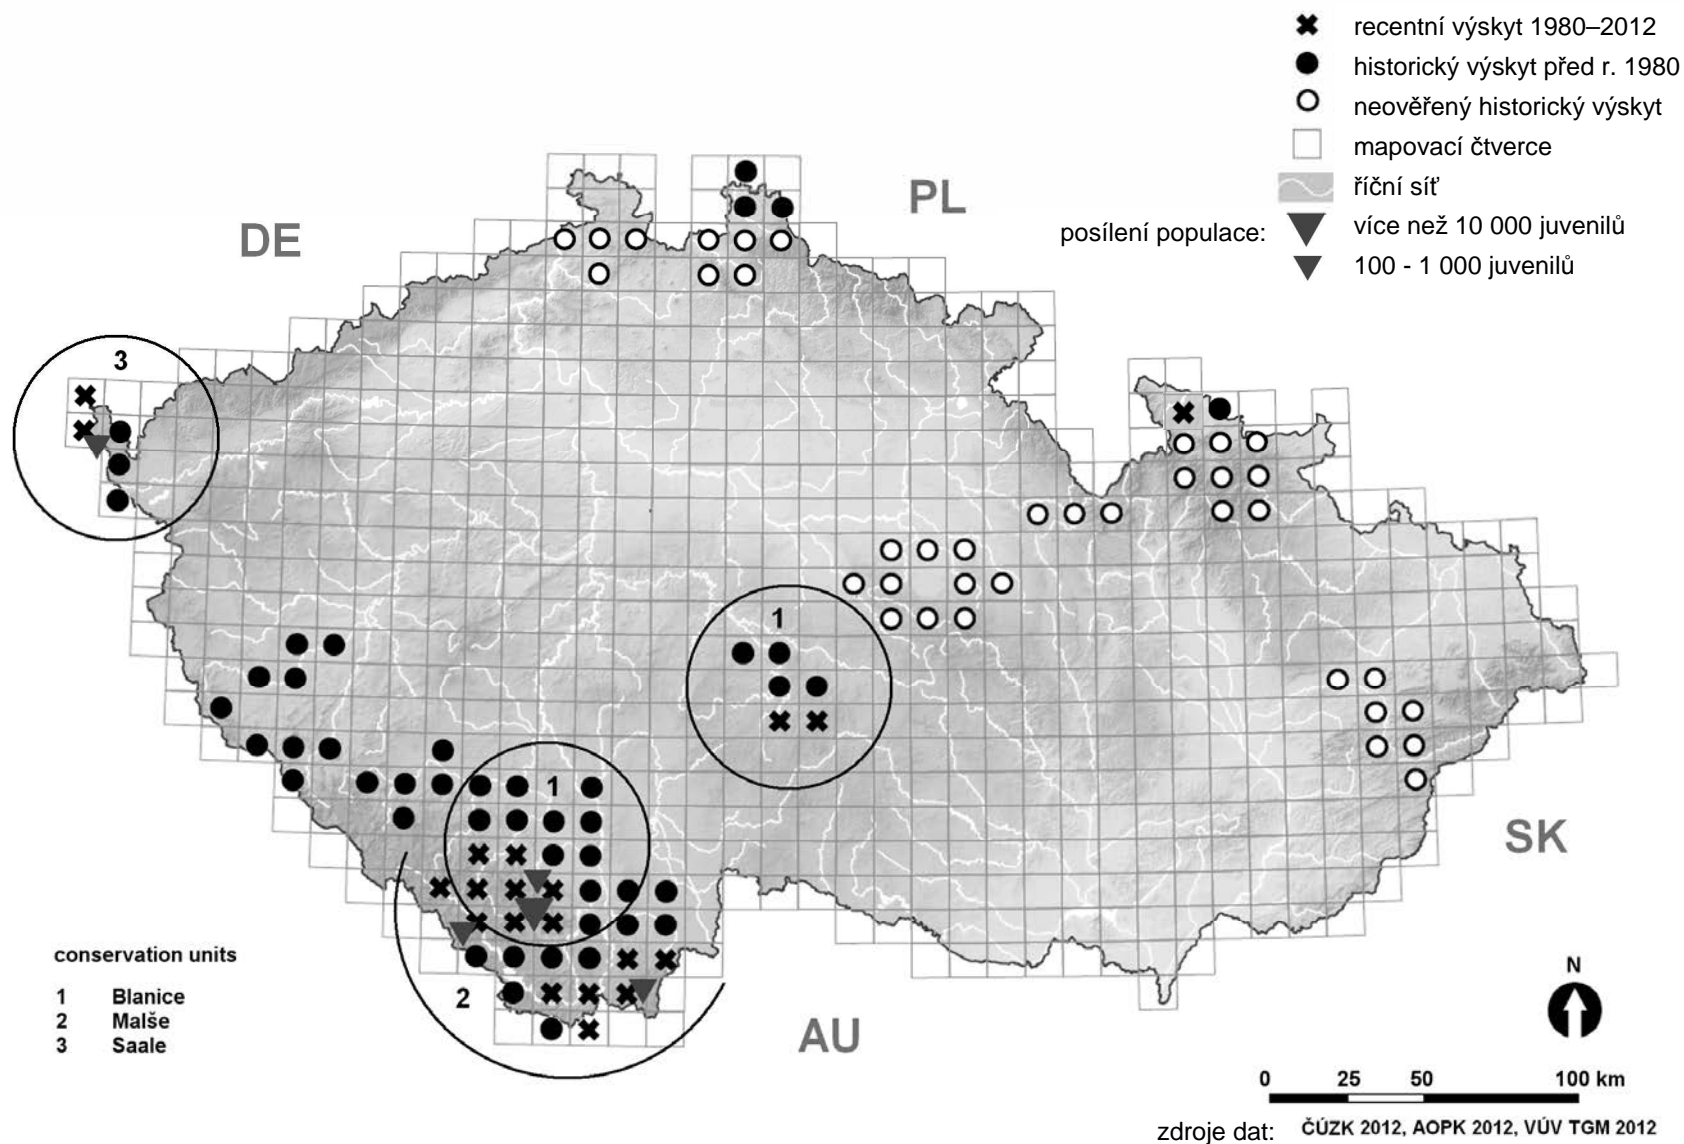 recentní výskyt 1980–2012
historický výskyt před r. 1980
neověřený historický výskyt
mapovací čtverce
říční síť
posílení populace:
více než 10 000 juvenilů
100 - 1 000 juvenilů
PL
DE
3
1
1
SK
2
AU
conservation units
1 Blanice
2 Malše
3 Saale
N
0 25 50 100 km
zdroje dat: ČÚZK 2012, AOPK 2012, VÚV TGM 2012